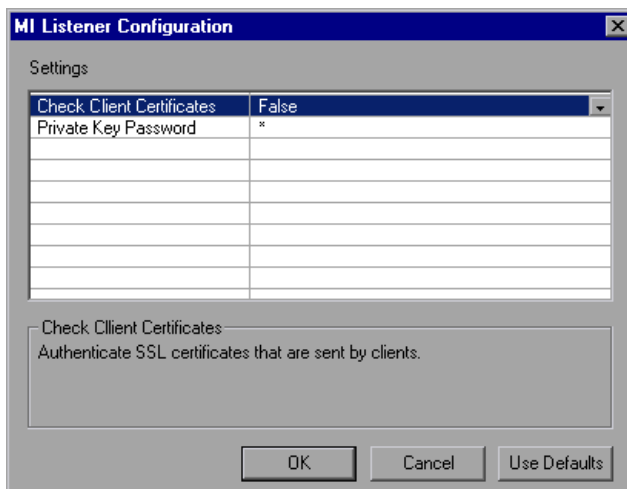 MI Listener Configuration
Settings
Check Client Certificates False
Private Key Password *
Check Cllient Certificates
Authenticate SSL certificates that are sent by clients.
OK Cancel Use Defaults